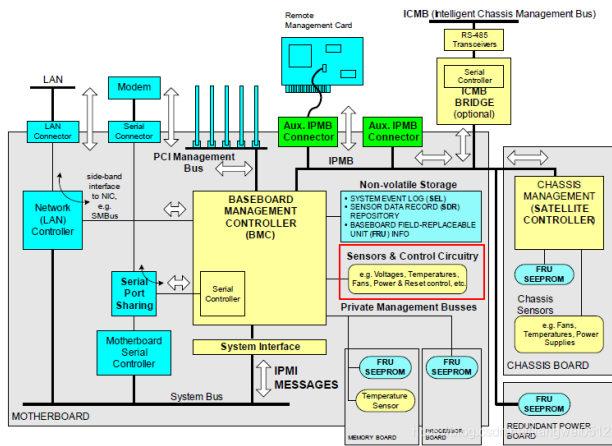 Remote
Management Card
ICMB (Intelligent Chassis Management Bus)
RS-485
Transceivers
Serial
Controller
ICMB
BRIDGE
(optional)
LAN
Modem
LAN
Connector
Serial
Connector
Aux. IPMB
Connector
Aux. IPMB
Connector
PCI Management
Bus
IPMB
side-band
interface
to NIC,
e.g.
SMBus
Network
(LAN)
Controller
BASEBOARD
MANAGEMENT
CONTROLLER
(BMC)
Serial
Controller
Non-volatile Storage
• SYSTEM EVENT LOG (SEL)
• SENSOR DATA RECORD (SDR)
REPOSITORY
• BASEBOARD FIELD-REPLACEABLE
UNIT (FRU) INFO
Sensors & Control Circuitry
e.g. Voltages, Temperatures,
Fans, Power & Reset control, etc.
Private Management Busses
Serial
Port
Sharing
Motherboard
Serial
Controller
System Interface
IPMI
MESSAGES
System Bus
MOTHERBOARD
FRU
SEEPROM
Temperature
Sensor
MEMORY BOARD
FRU
SEEPROM
PROCESSOR
BOARD
CHASSIS
MANAGEMENT
(SATELLITE
CONTROLLER)
FRU
SEEPROM
Chassis
Sensors
e.g. Fans,
Temperatures, Power
Supplies
CHASSIS BOARD
FRU
SEEPROM
REDUNDANT POWER
BOARD